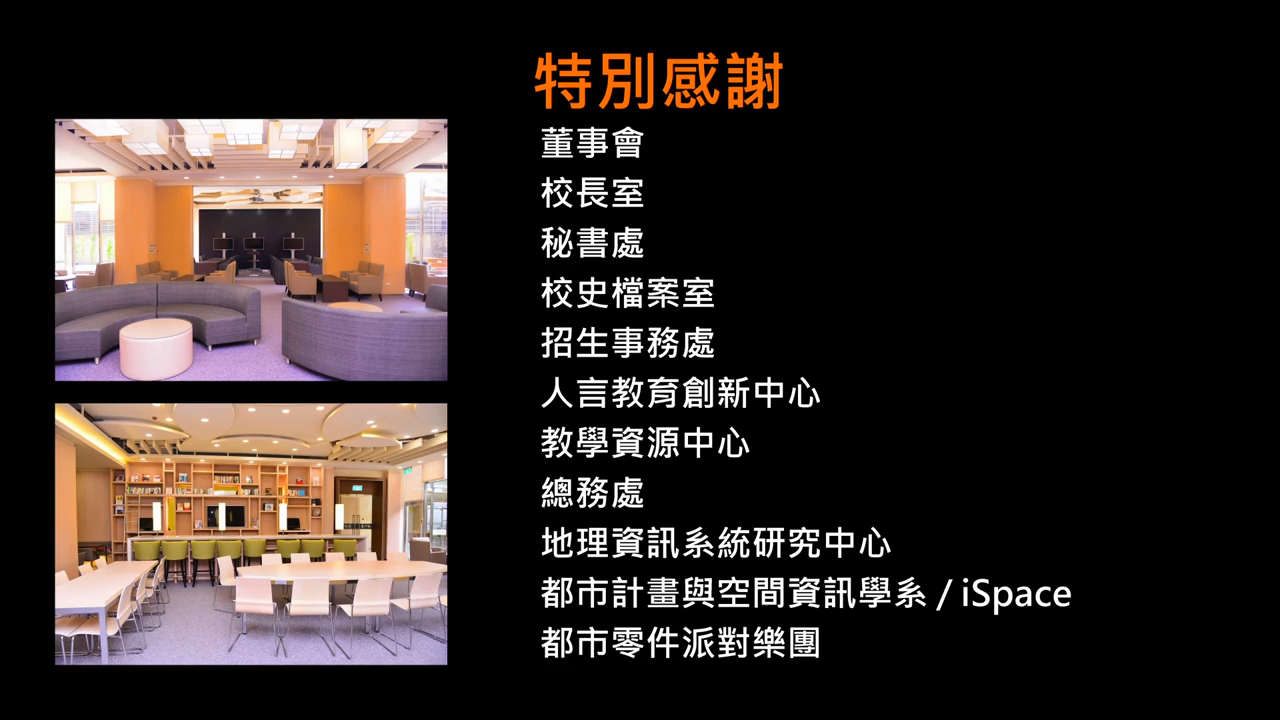 特別感謝
董事會
校長室
秘書處
校史檔案室
招生事務處
人言教育創新中心
教學資源中心
總務處
地理資訊系統研究中心
都市計畫與空間資訊學系 / iSpace
都市零件派對樂團